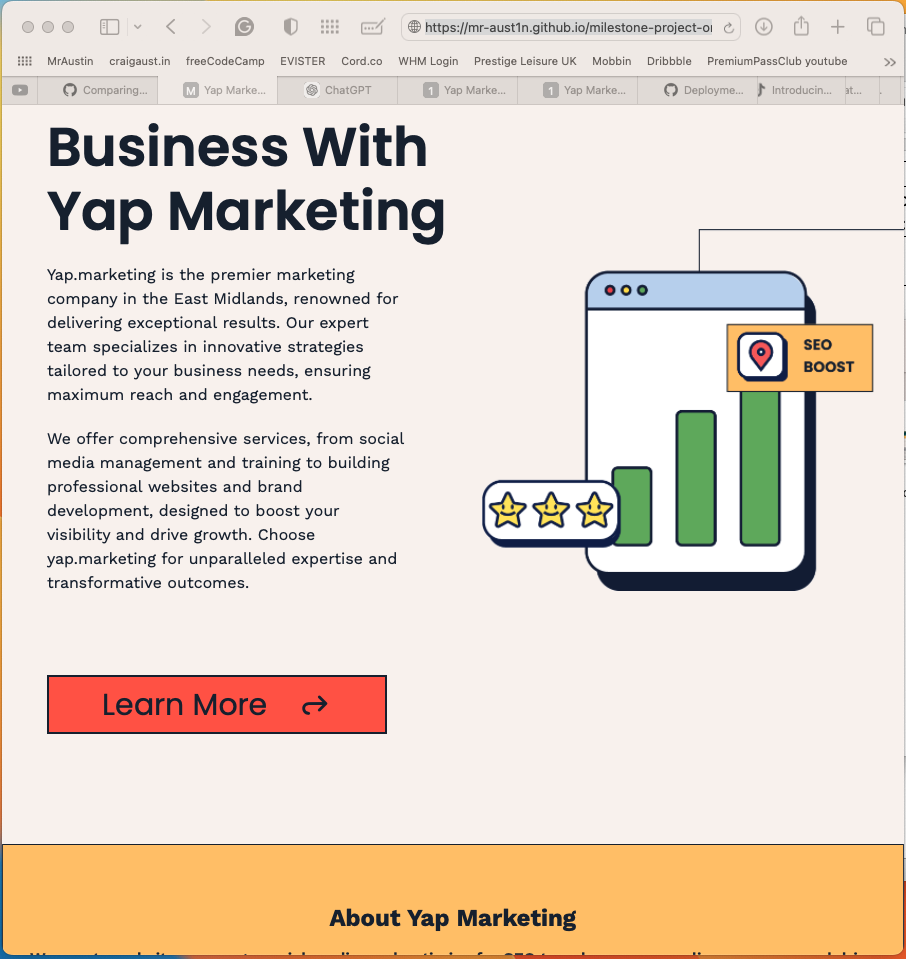 https://mr-aust1n.github.io/milestone-project-o
MrAustin craigaust.in freeCodeCamp EVISTER Cord.co WHM Login Prestige Leisure UK Mobbin Dribbble PremiumPassClub youtube
Comparing... M Yap Marke... ChatGPT 1 Yap Marke... 1 Yap Marke... Deployme... Introducin... at...
Business With
Yap Marketing
Yap.marketing is the premier marketing
company in the East Midlands, renowned for
delivering exceptional results. Our expert
team specializes in innovative strategies
tailored to your business needs, ensuring
maximum reach and engagement.
We offer comprehensive services, from social
media management and training to building
professional websites and brand
development, designed to boost your
visibility and drive growth. Choose
yap.marketing for unparalleled expertise and
transformative outcomes.
SEO
BOOST
Learn More
About Yap Marketing